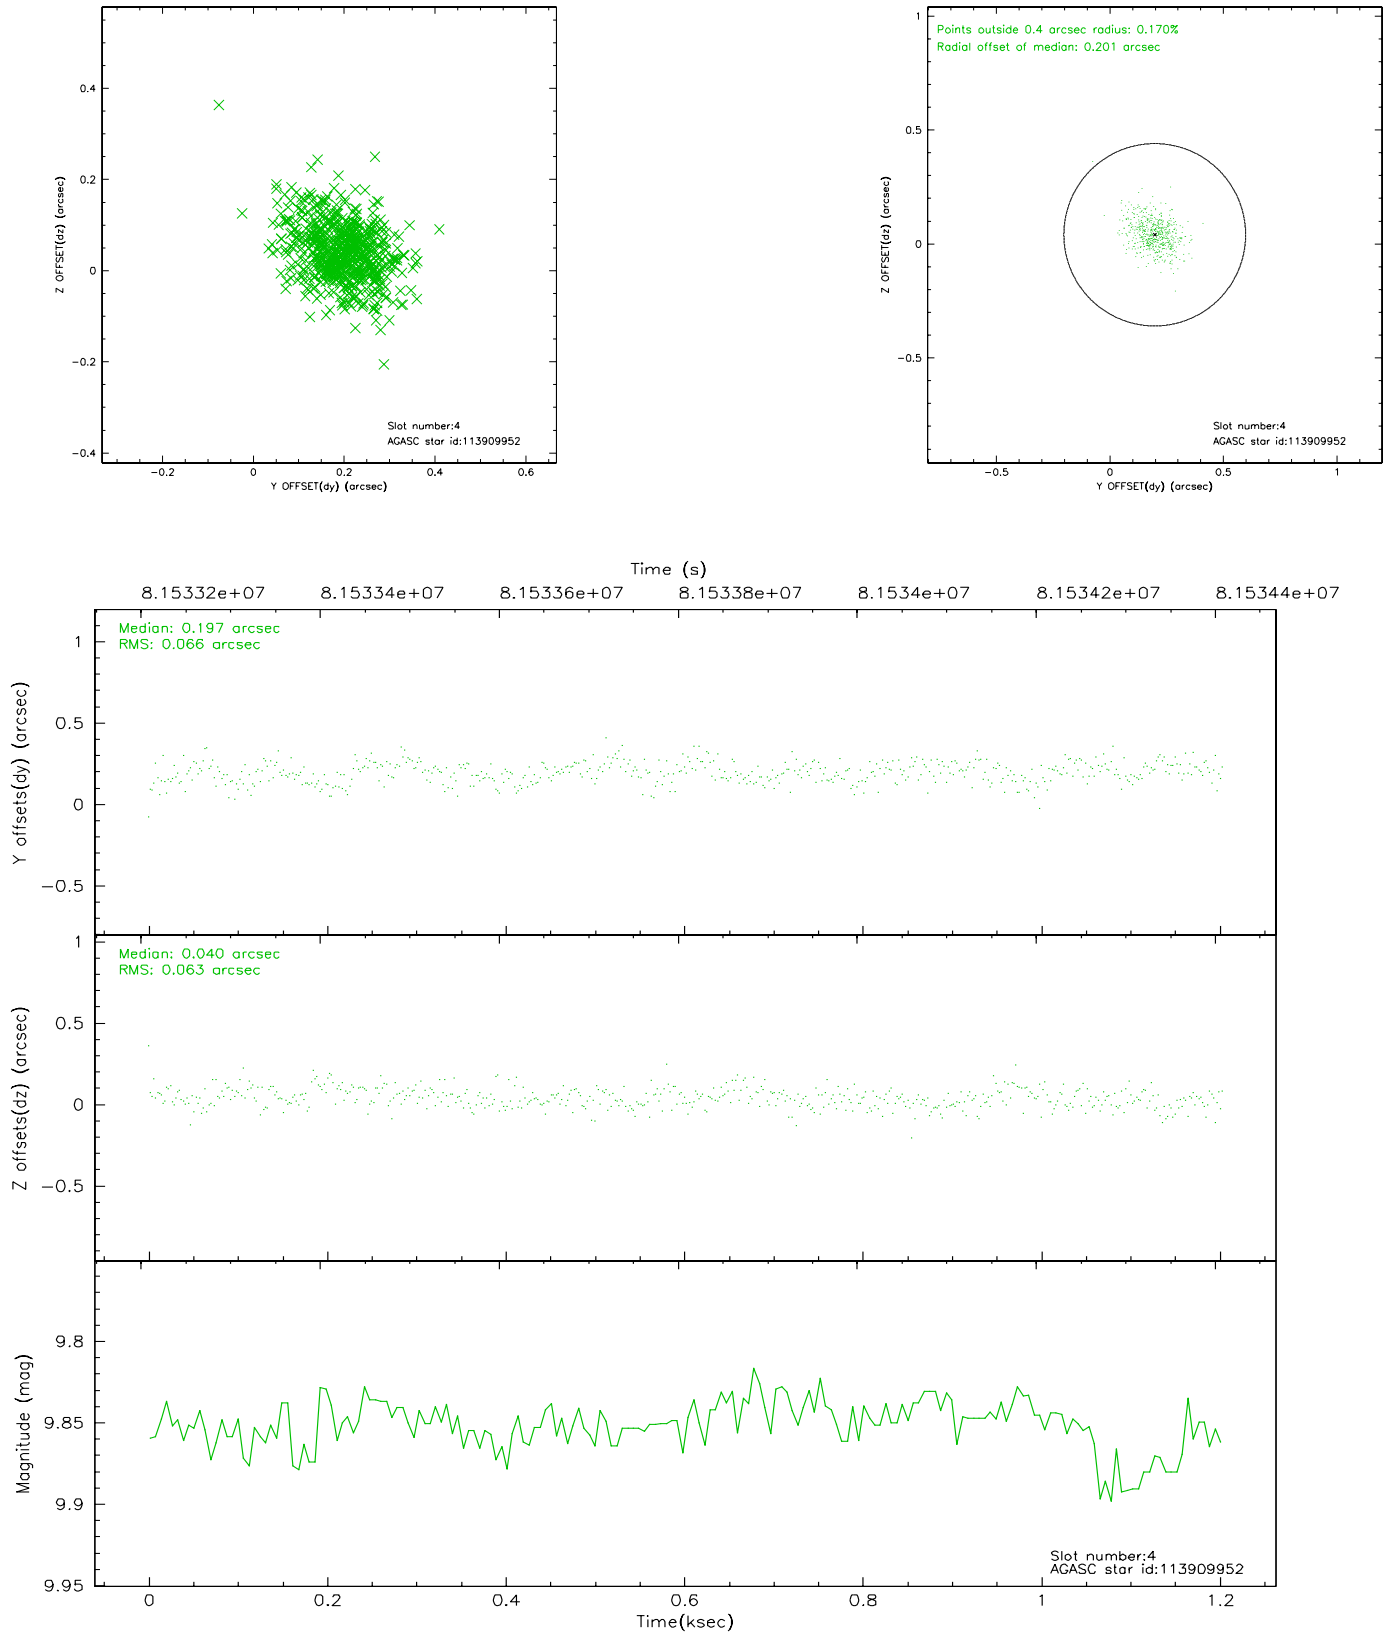 0.4
0.2
0
−0.2
−0.4
Z OFFSET(dz) (arcsec)
Slot number:4
AGASC star id:113909952
−0.2 0 0.2 0.4 0.6
Y OFFSET(dy) (arcsec)
Points outside 0.4 arcsec radius: 0.170%
Radial offset of median: 0.201 arcsec
1
0.5
0
−0.5
Z OFFSET(dz) (arcsec)
Slot number:4
AGASC star id:113909952
−0.5 0 0.5 1
Y OFFSET(dy) (arcsec)
Time (s)
8.15332e+07 8.15334e+07 8.15336e+07 8.15338e+07 8.1534e+07 8.15342e+07 8.15344e+07
Median: 0.197 arcsec
RMS: 0.066 arcsec
1
0.5
0
−0.5
Y offsets(dy) (arcsec)
Median: 0.040 arcsec
RMS: 0.063 arcsec
1
0.5
0
−0.5
Z offsets(dz) (arcsec)
9.8
9.85
9.9
9.95
Magnitude (mag)
Slot number:4
AGASC star id:113909952
0 0.2 0.4 0.6 0.8 1 1.2
Time(ksec)